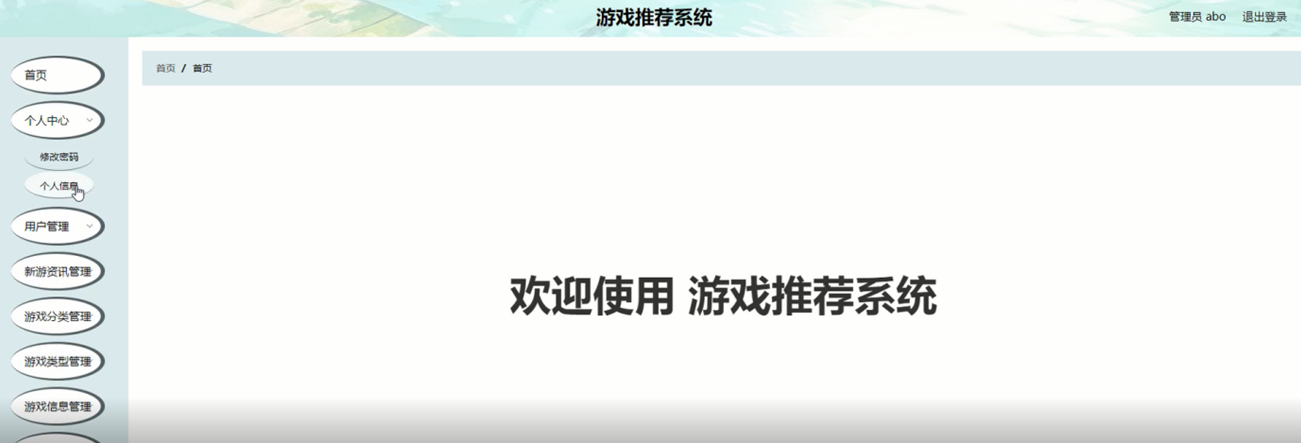 游戏推荐系统
管理员 abo 退出登录
首页
个人中心
修改密码
个人信息
用户管理
新游资讯管理
游戏分类管理
游戏类型管理
游戏信息管理
首页 / 首页
欢迎使用 游戏推荐系统